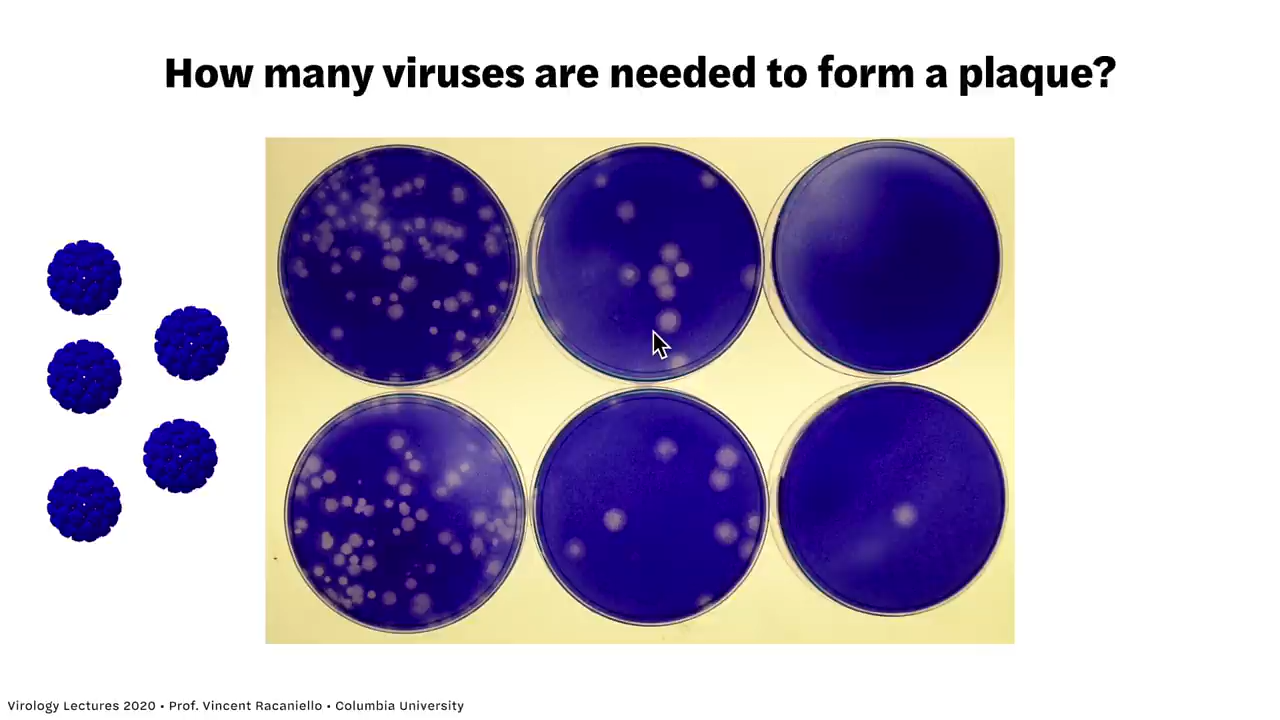 How many viruses are needed to form a plaque?
Virology Lectures 2020 • Prof. Vincent Racaniello • Columbia University